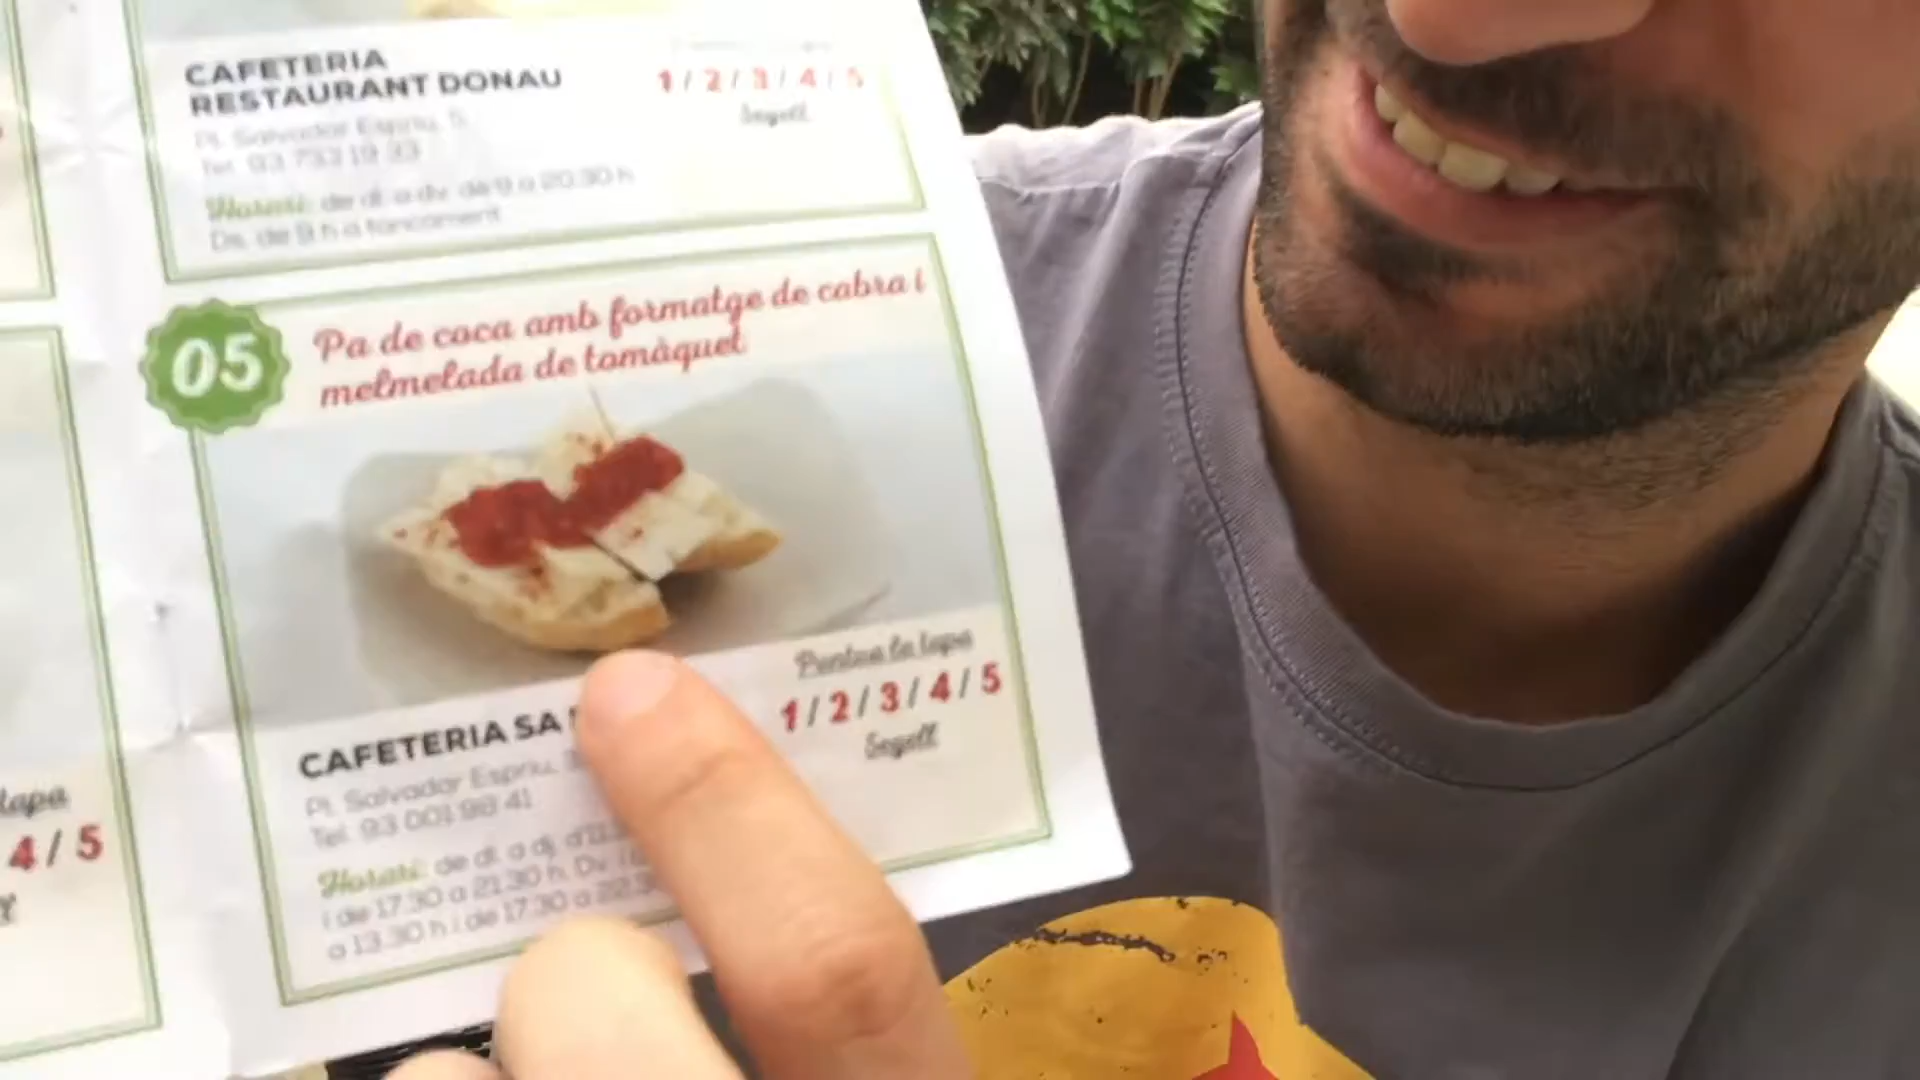 CAFETERIA
RESTAURANT DONAU
1 / 2 / 3 / 4 / 5
Segell
Pl. Salvador Espriu, 5
Tel. 93 733 19 33
Horari: de dl. a dv. de 9 a 20.30 h
Ds. de 9 h a tancament
05
Pa de coca amb formatge de cabra i
melmelada de tomàquet
Puntua la tapa
1 / 2 / 3 / 4 / 5
Segell
CAFETERIA SA
Pl. Salvador Espriu,
Tel. 93 001 98 41
Horari: de dl. a dj.
i de 17.30 a 21.30 h. Dv.
a 13.30 h i de 17.30 a
tapa
4 / 5